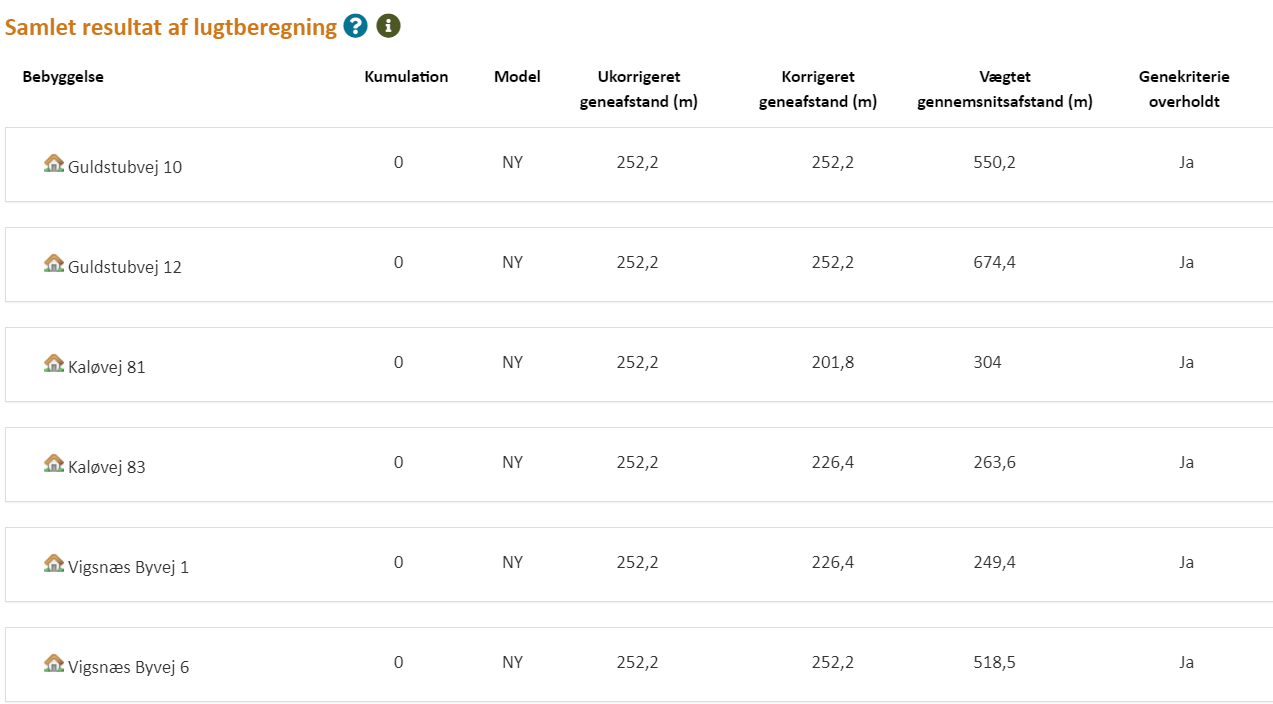 Samlet resultat af lugtberegning
Bebyggelse Kumulation Model Ukorrigeret geneafstand (m) Korrigeret geneafstand (m) Vægtet gennemsnitsafstand (m) Genekriterie overholdt
Guldstubvej 10 0 NY 252,2 252,2 550,2 Ja
Guldstubvej 12 0 NY 252,2 252,2 674,4 Ja
Kaløvej 81 0 NY 252,2 201,8 304 Ja
Kaløvej 83 0 NY 252,2 226,4 263,6 Ja
Vigsnæs Byvej 1 0 NY 252,2 226,4 249,4 Ja
Vigsnæs Byvej 6 0 NY 252,2 252,2 518,5 Ja